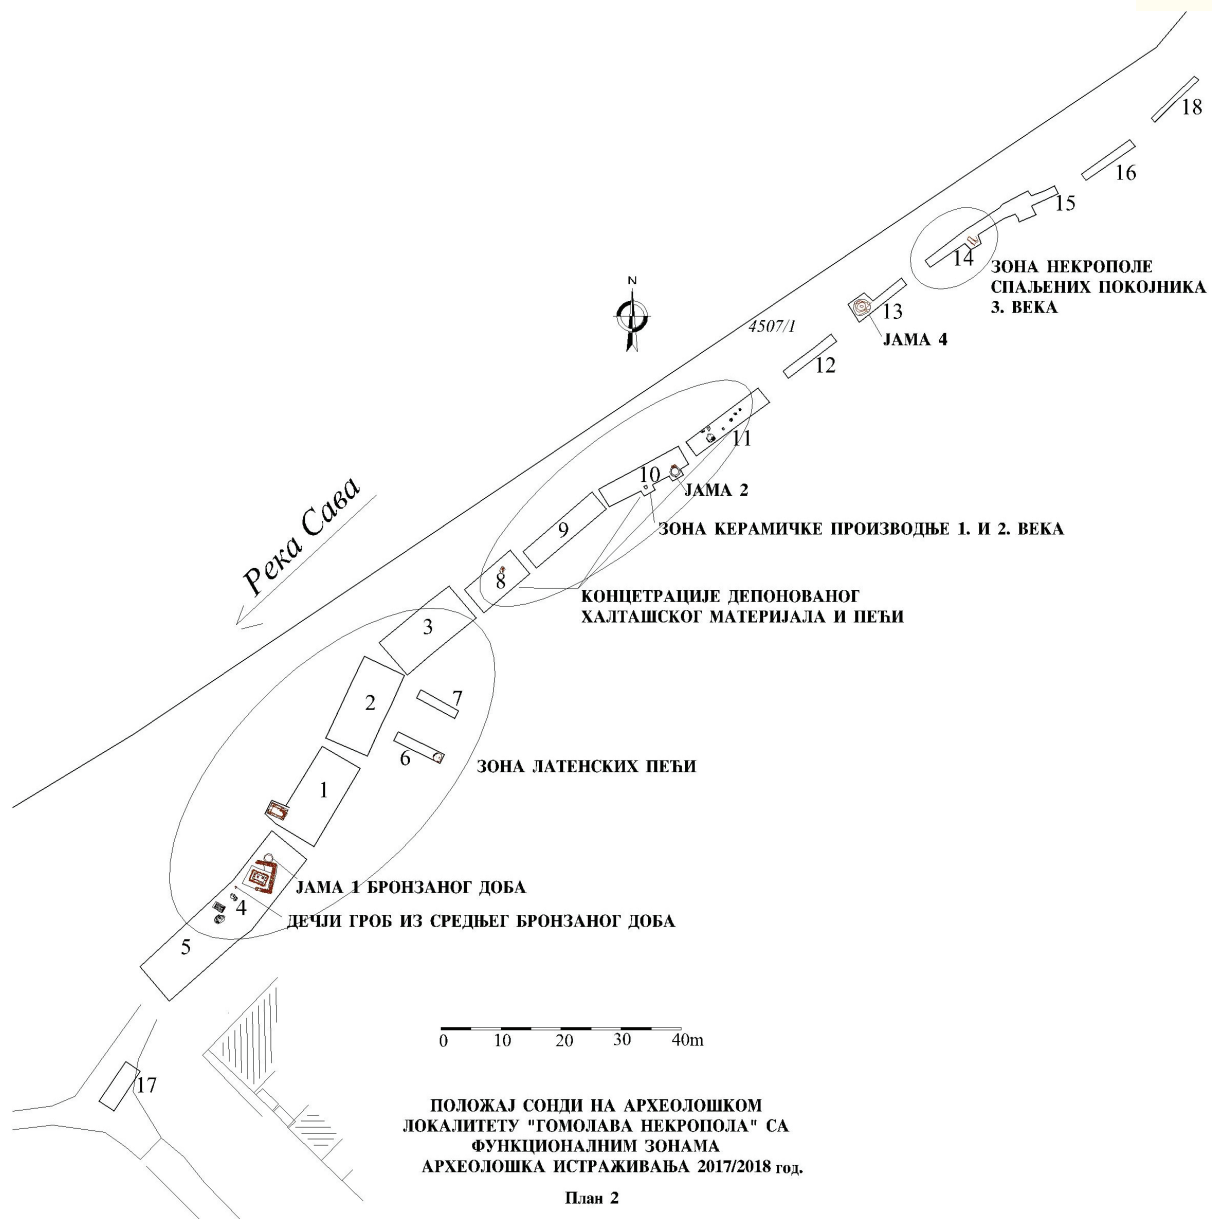 18
16
15
14
ЗОНА НЕКРОПОЛЕ
СПАЉЕНИХ ПОКОЈНИКА
3. ВЕКА
N
13
4507/1
ЈАМА 4
12
11
10
ЈАМА 2
Река Сава
9
ЗОНА КЕРАМИЧКЕ ПРОИЗВОДЊЕ 1. И 2. ВЕКА
8
КОНЦЕТРАЦИЈЕ ДЕПОНОВАНОГ
ХАЛТАШСКОГ МАТЕРИЈАЛА И ПЕЋИ
3
7
2
6
ЗОНА ЛАТЕНСКИХ ПЕЋИ
1
ЈАМА 1 БРОНЗАНОГ ДОБА
4
ДЕЧЈИ ГРОБ ИЗ СРЕДЊЕГ БРОНЗАНОГ ДОБА
5
0 10 20 30 40m
17
ПОЛОЖАЈ СОНДИ НА АРХЕОЛОШКОМ
ЛОКАЛИТЕТУ "ГОМОЛАВА НЕКРОПОЛА" СА
ФУНКЦИОНАЛНИМ ЗОНАМА
АРХЕОЛОШКА ИСТРАЖИВАЊА 2017/2018 год.
План 2